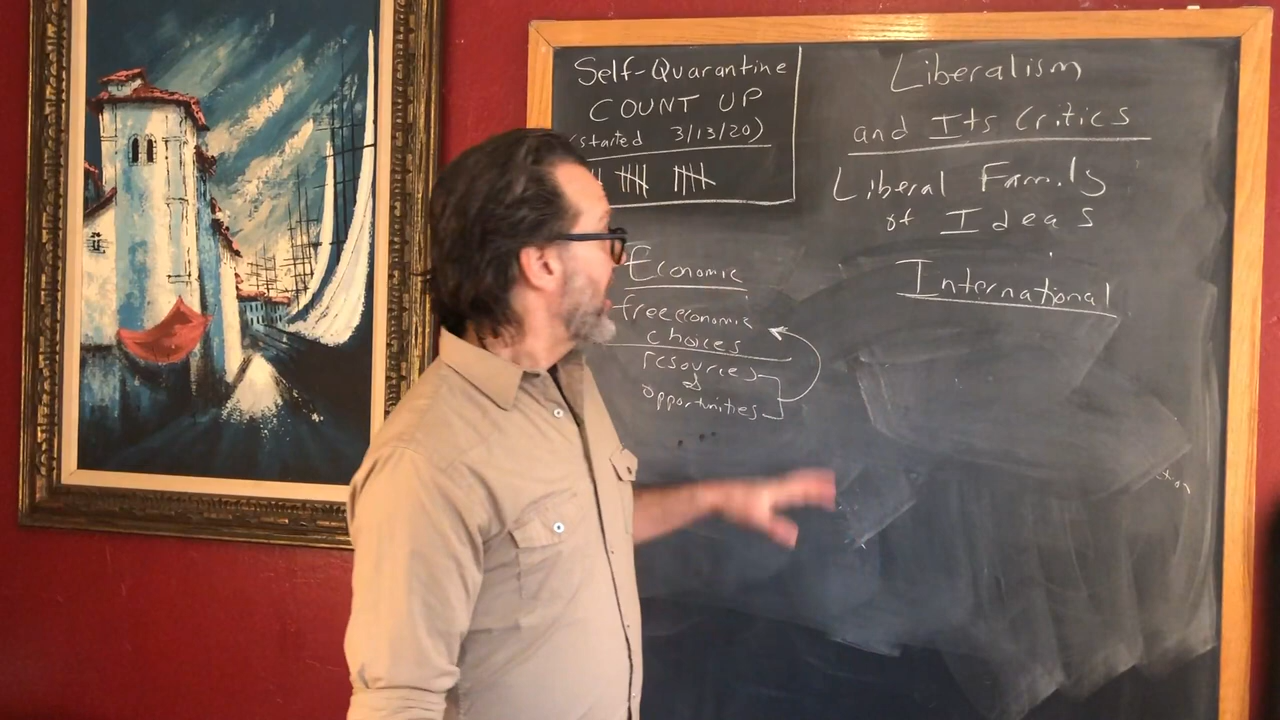 Self-Quarantine
COUNT UP
(started 3/13/20)
Liberalism
and Its Critics
Liberal Family
of Ideas
Economic
free economic
choices
resources
&
opportunities
International